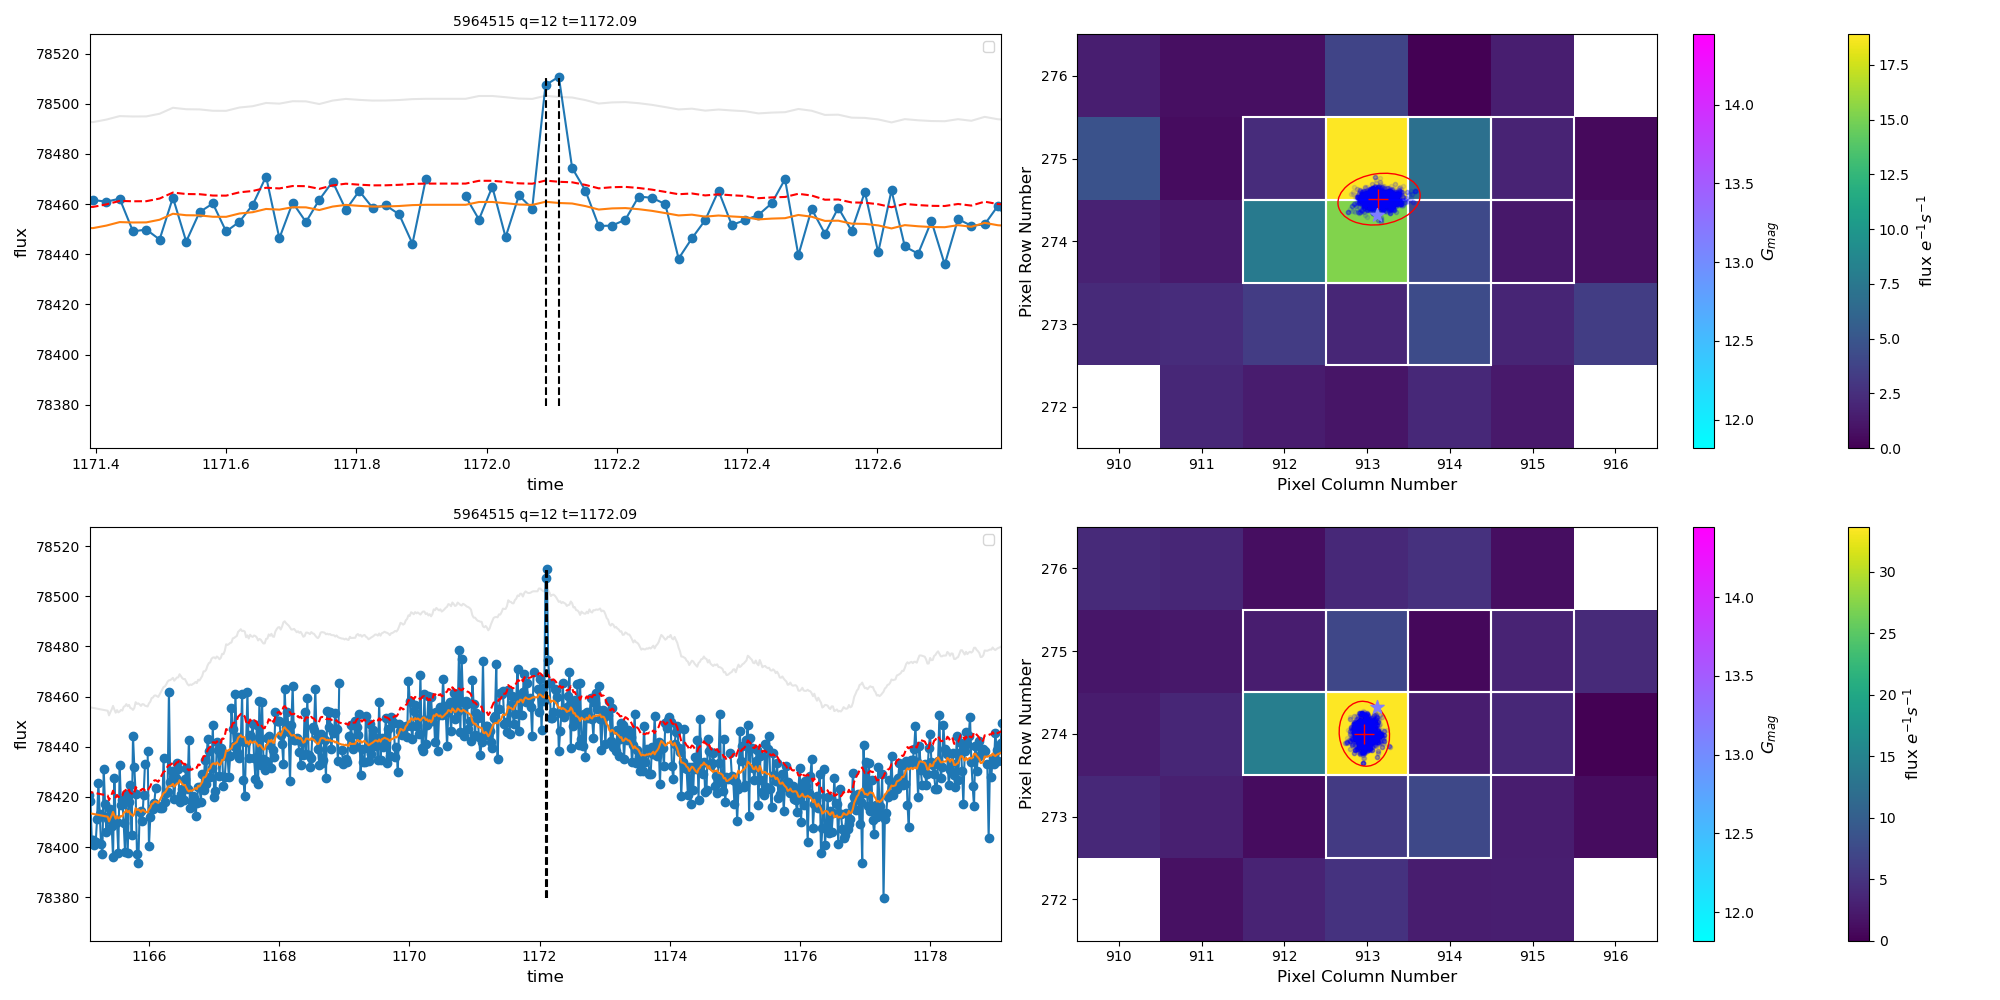 5964515 q=12 t=1172.09
78520
78500
78480
78460
78440
78420
78400
78380
flux
1171.4 1171.6 1171.8 1172.0 1172.2 1172.4 1172.6
time
276
275
274
273
272
Pixel Row Number
910 911 912 913 914 915 916
Pixel Column Number
14.0
13.5
13.0
12.5
12.0
G_mag
17.5
15.0
12.5
10.0
7.5
5.0
2.5
0.0
flux e⁻¹s⁻¹
5964515 q=12 t=1172.09
78520
78500
78480
78460
78440
78420
78400
78380
flux
1166 1168 1170 1172 1174 1176 1178
time
276
275
274
273
272
Pixel Row Number
910 911 912 913 914 915 916
Pixel Column Number
14.0
13.5
13.0
12.5
12.0
G_mag
30
25
20
15
10
5
0
flux e⁻¹s⁻¹